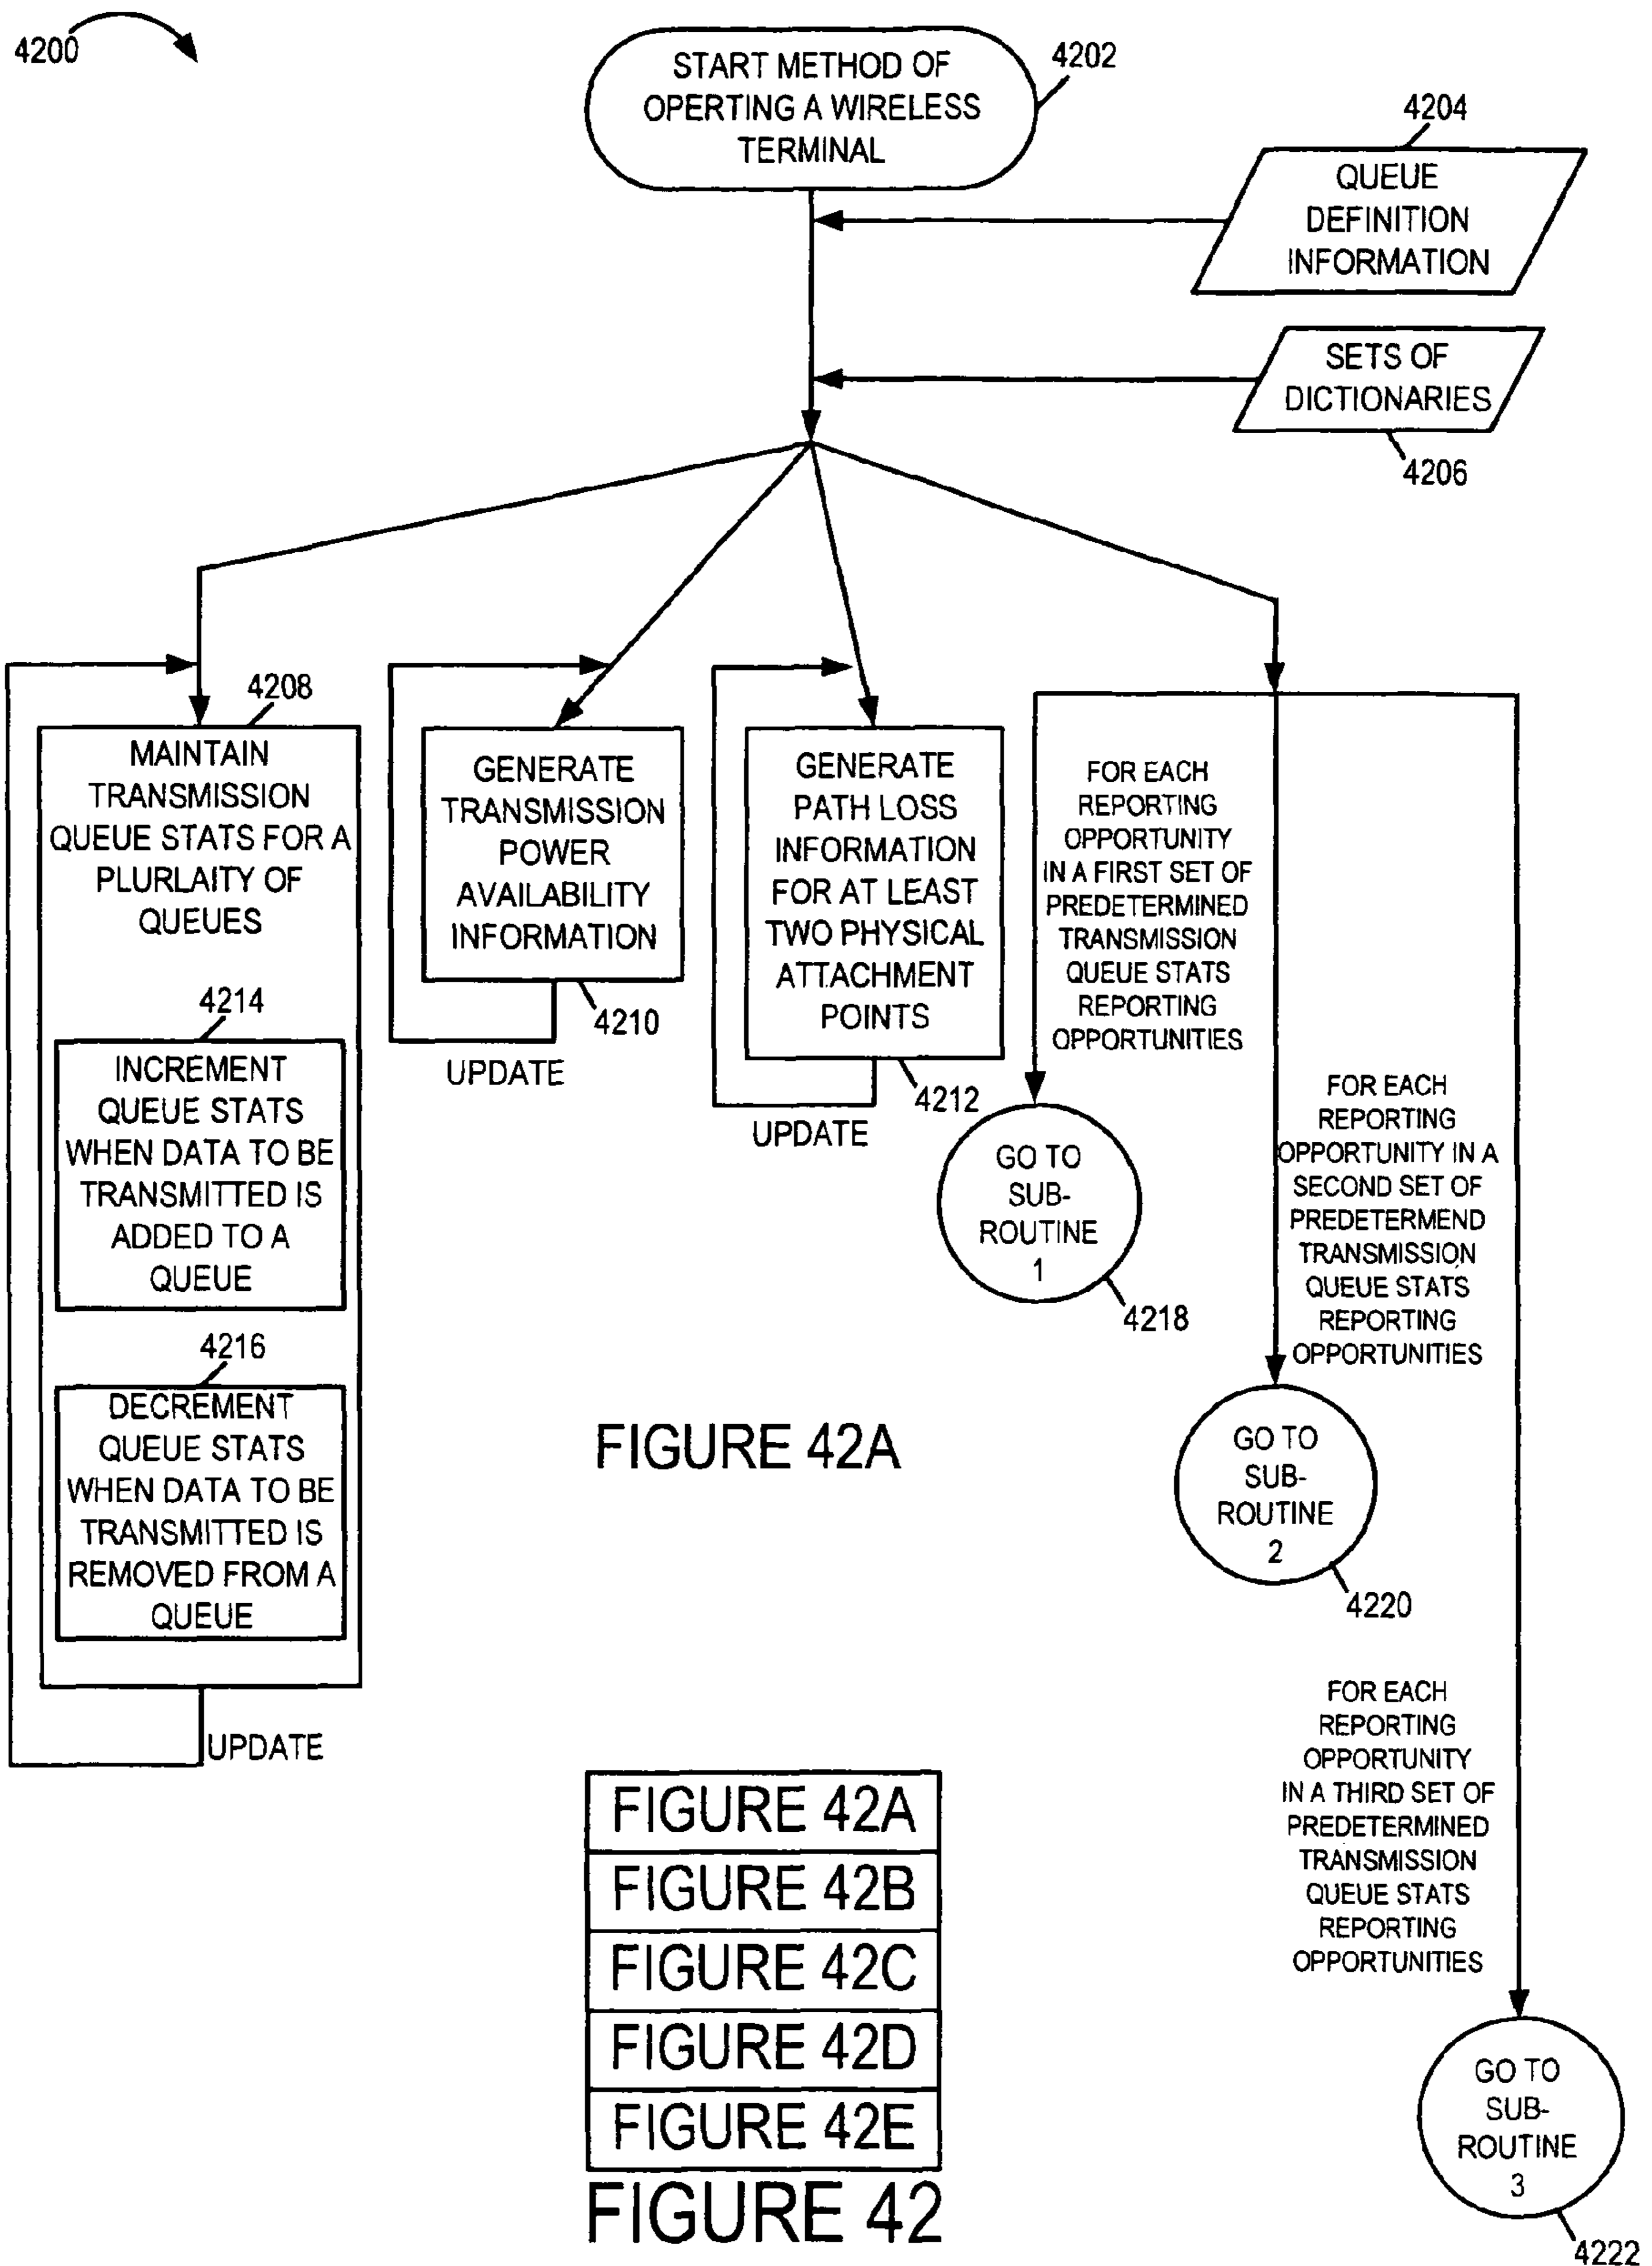 4200
START METHOD OF
OPERTING A WIRELESS
TERMINAL
4202
4204
QUEUE
DEFINITION
INFORMATION
SETS OF
DICTIONARIES
4206
4208
MAINTAIN
TRANSMISSION
QUEUE STATS FOR A
PLURLAITY OF
QUEUES
4214
INCREMENT
QUEUE STATS
WHEN DATA TO BE
TRANSMITTED IS
ADDED TO A
QUEUE
4216
DECREMENT
QUEUE STATS
WHEN DATA TO BE
TRANSMITTED IS
REMOVED FROM A
QUEUE
UPDATE
GENERATE
TRANSMISSION
POWER
AVAILABILITY
INFORMATION
4210
UPDATE
GENERATE
PATH LOSS
INFORMATION
FOR AT LEAST
TWO PHYSICAL
ATTACHMENT
POINTS
4212
UPDATE
FOR EACH
REPORTING
OPPORTUNITY
IN A FIRST SET OF
PREDETERMINED
TRANSMISSION
QUEUE STATS
REPORTING
OPPORTUNITIES
GO TO
SUB-
ROUTINE
1
4218
FOR EACH
REPORTING
OPPORTUNITY IN A
SECOND SET OF
PREDETERMEND
TRANSMISSION
QUEUE STATS
REPORTING
OPPORTUNITIES
GO TO
SUB-
ROUTINE
2
4220
FOR EACH
REPORTING
OPPORTUNITY
IN A THIRD SET OF
PREDETERMINED
TRANSMISSION
QUEUE STATS
REPORTING
OPPORTUNITIES
GO TO
SUB-
ROUTINE
3
4222
FIGURE 42A
FIGURE 42A
FIGURE 42B
FIGURE 42C
FIGURE 42D
FIGURE 42E
FIGURE 42